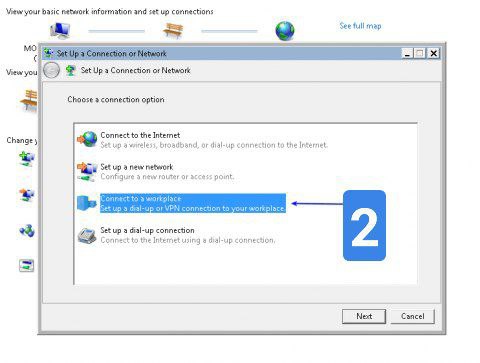 View your basic network information and set up connections
See full map
MO
(
View you
Change y
Set Up a Connection or Network
Set Up a Connection or Network
Choose a connection option
Connect to the Internet
Set up a wireless, broadband, or dial-up connection to the Internet.
Set up a new network
Configure a new router or access point.
Connect to a workplace
Set up a dial-up or VPN connection to your workplace.
2
Set up a dial-up connection
Connect to the Internet using a dial-up connection.
Next
Cancel